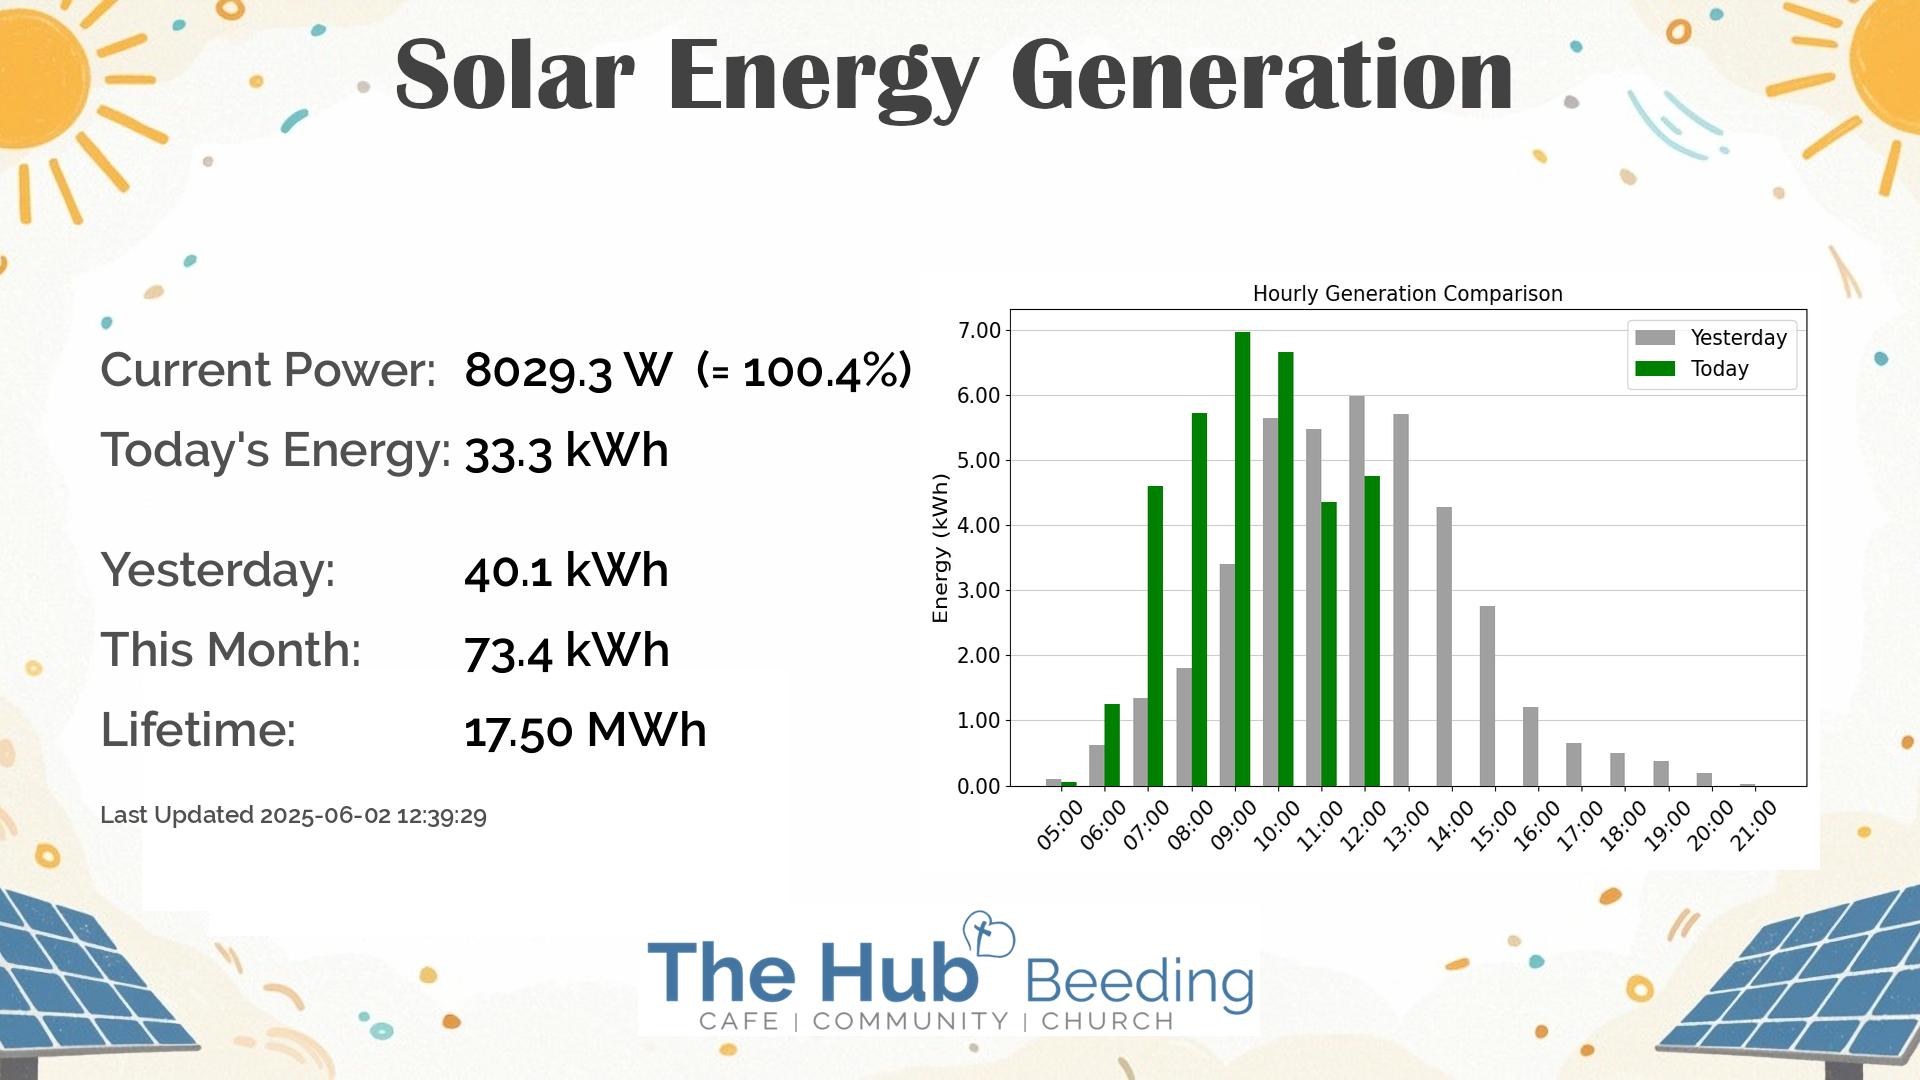 Solar Energy Generation
Current Power: 8029.3 W (= 100.4%)
Today's Energy: 33.3 kWh
Yesterday: 40.1 kWh
This Month: 73.4 kWh
Lifetime: 17.50 MWh
Last Updated 2025-06-02 12:39:29
Hourly Generation Comparison
Yesterday
Today
Energy (kWh)
7.00
6.00
5.00
4.00
3.00
2.00
1.00
0.00
05:00 06:00 07:00 08:00 09:00 10:00 11:00 12:00 13:00 14:00 15:00 16:00 17:00 18:00 19:00 20:00 21:00
The Hub Beeding
CAFE | COMMUNITY | CHURCH